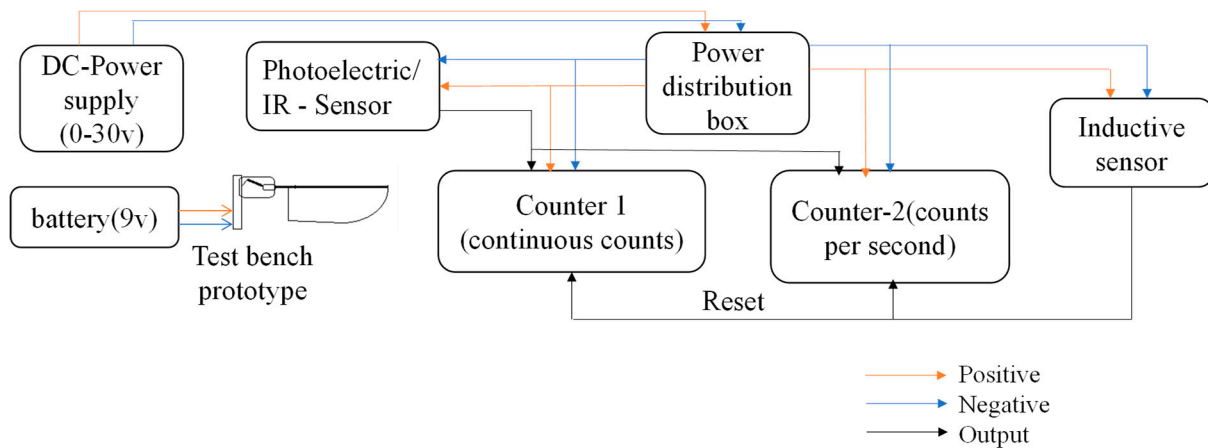 DC-Power
supply
(0-30v)
Photoelectric/
IR - Sensor
Power
distribution
box
Inductive
sensor
battery(9v)
Test bench
prototype
Counter 1
(continuous counts)
Counter-2(counts
per second)
Reset
Positive
Negative
Output